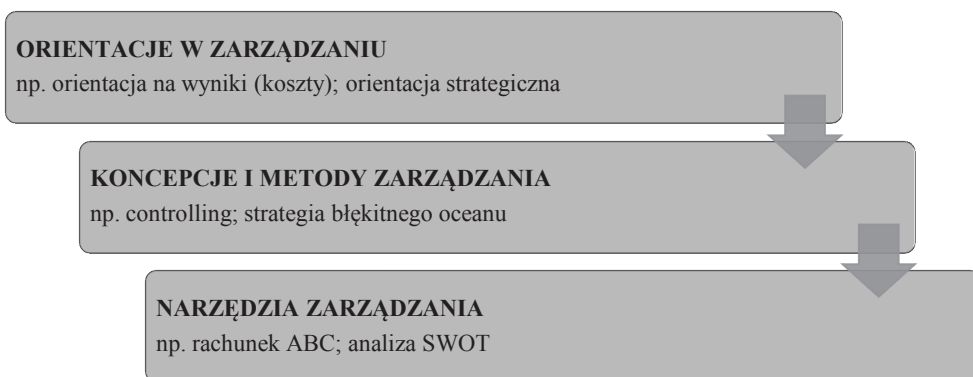 ORIENTACJE W ZARZĄDZANIU
np. orientacja na wyniki (koszty); orientacja strategiczna
KONCEPCJE I METODY ZARZĄDZANIA
np. controlling; strategia błękitnego oceanu
NARZĘDZIA ZARZĄDZANIA
np. rachunek ABC; analiza SWOT